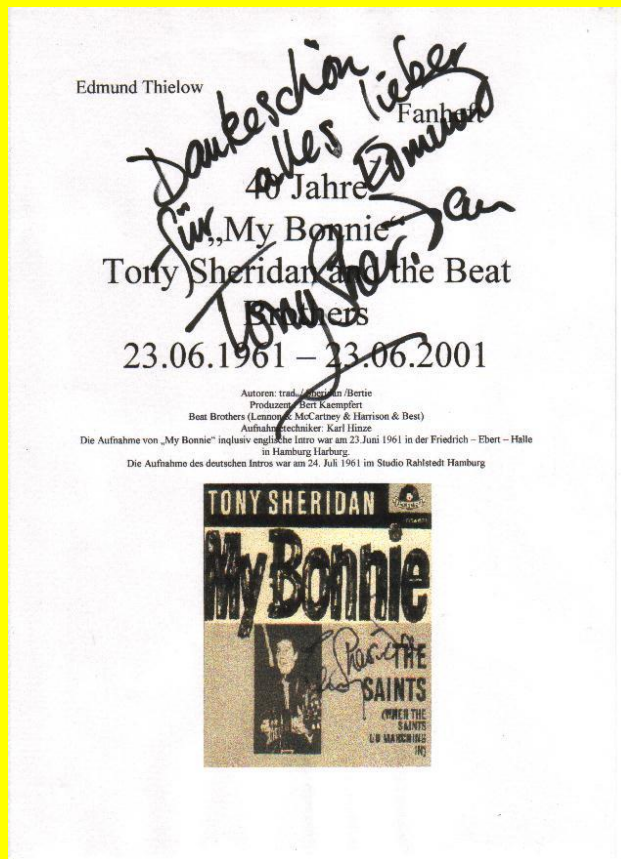 Edmund Thielow
Fanheft
Dankeschön
für alles lieber
Edmund
Tony Sheridan
40 Jahre
„My Bonnie“
Tony Sheridan and the Beat
Brothers
23.06.1961 – 23.06.2001
Autoren: trad. / Sheridan /Bertie
Produzent: Bert Kaempfert
Beat Brothers (Lennon & McCartney & Harrison & Best)
Aufnahmetechniker: Karl Hinze
Die Aufnahme von „My Bonnie“ inqlusiv englische Intro war am 23.Juni 1961 in der Friedrich – Ebert – Halle
in Hamburg Harburg.
Die Aufnahme des deutschen Intros war am 24. Juli 1961 im Studio Rahlstedt Hamburg
TONY SHERIDAN
My Bonnie
Tony Sheridan
THE
SAINTS
(WHEN THE
SAINTS
GO MARCHING
IN)